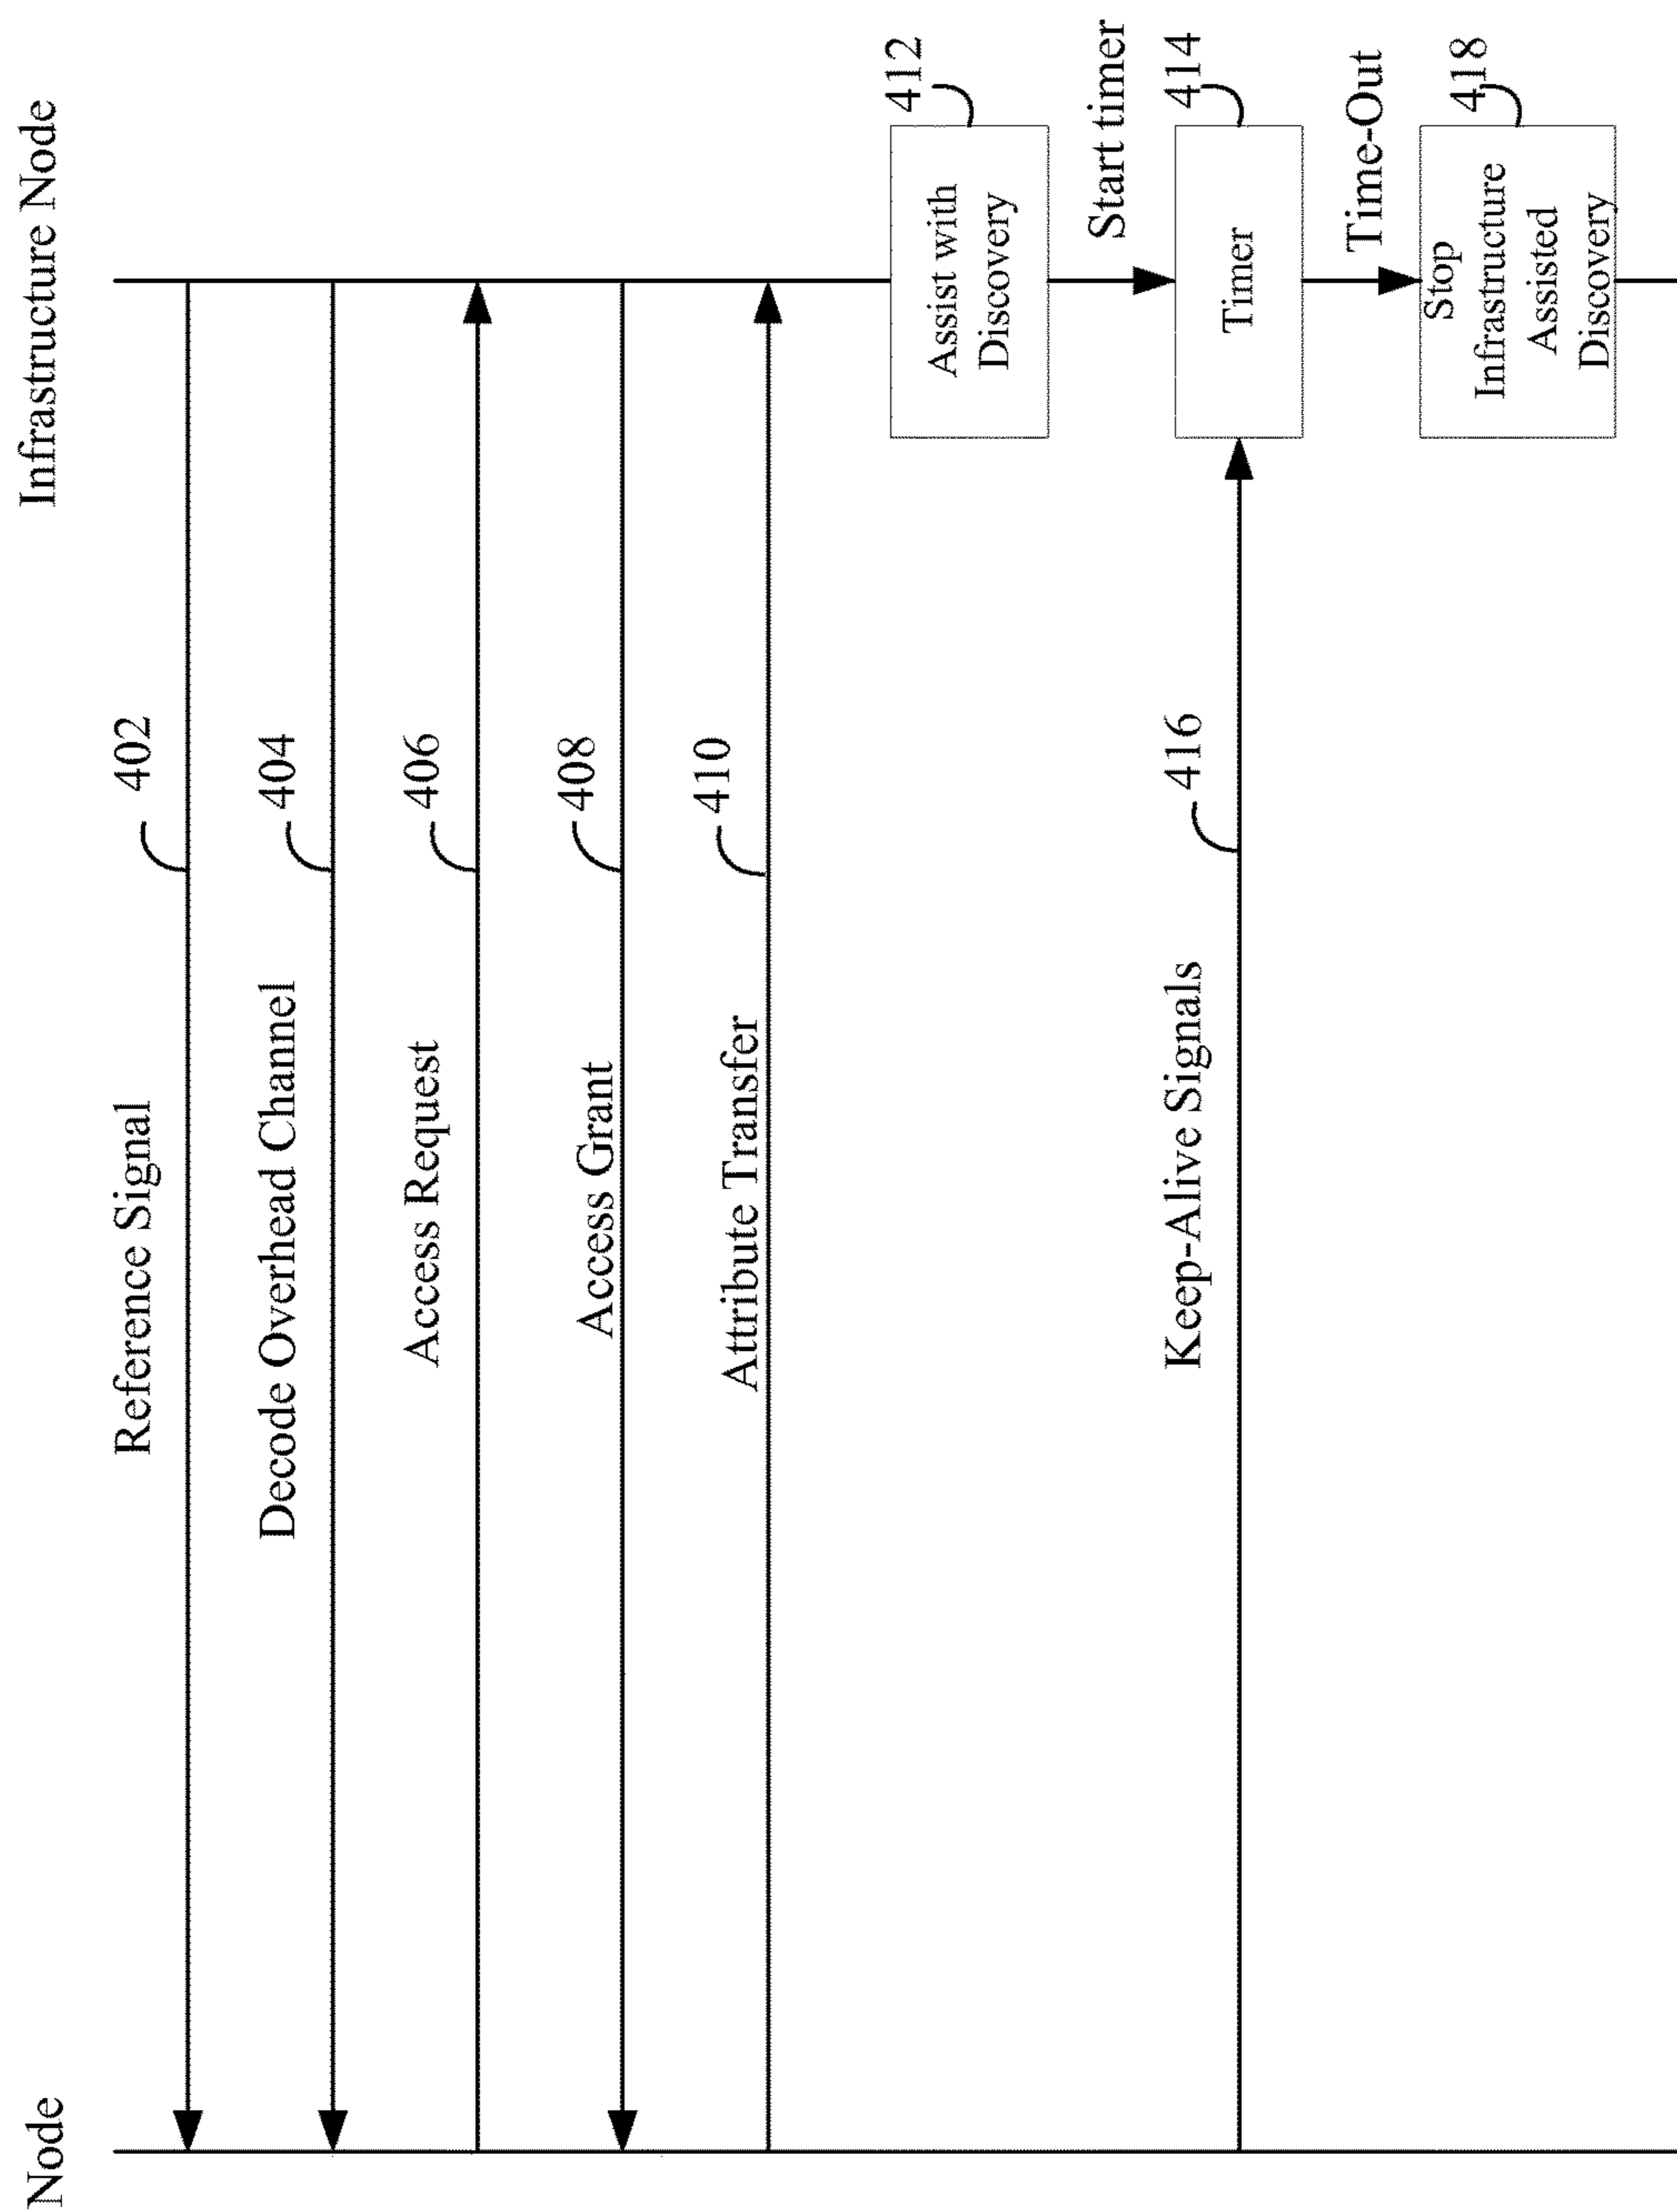 Node
Infrastructure Node
Reference Signal
402
Decode Overhead Channel
404
Access Request
406
Access Grant
408
Attribute Transfer
410
Assist with
Discovery
412
Start timer
Keep-Alive Signals
416
Timer
414
Time-Out
Stop
Infrastructure
Assisted
Discovery
418